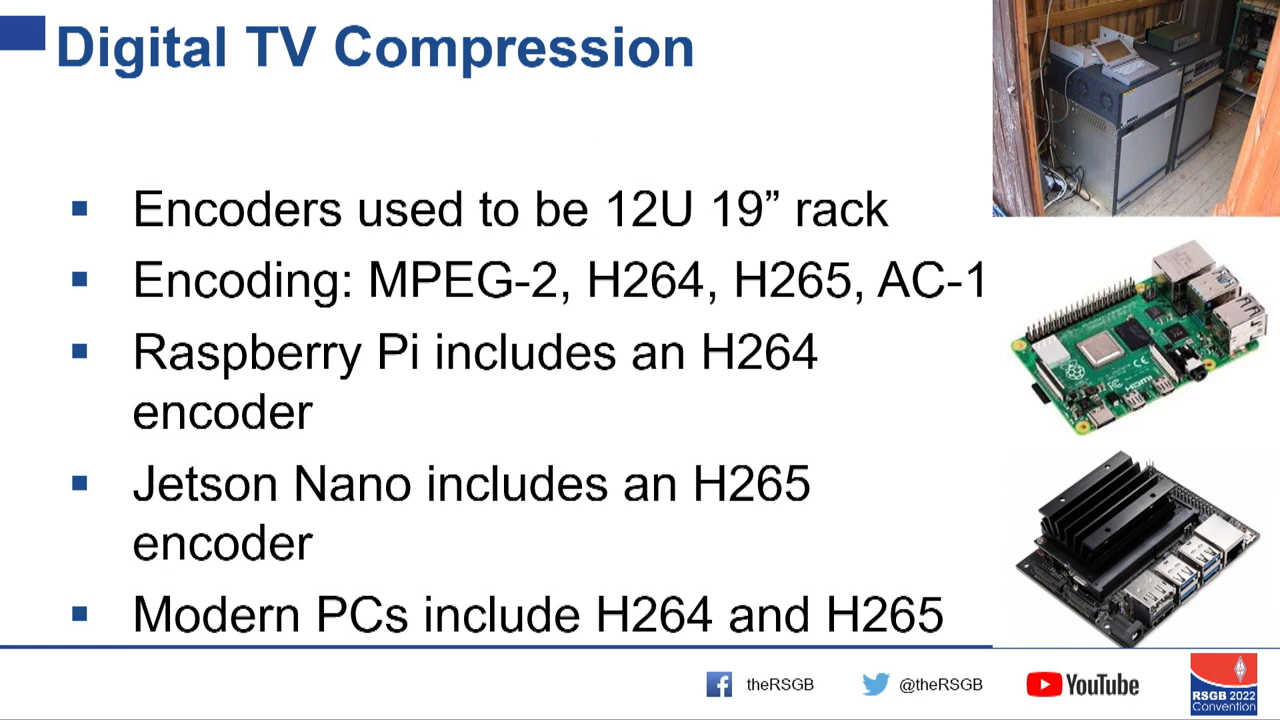 Digital TV Compression
▪ Encoders used to be 12U 19” rack
▪ Encoding: MPEG-2, H264, H265, AC-1
▪ Raspberry Pi includes an H264
encoder
▪ Jetson Nano includes an H265
encoder
▪ Modern PCs include H264 and H265
HDMI
theRSGB
@theRSGB
YouTube
RSGB 2022
Convention